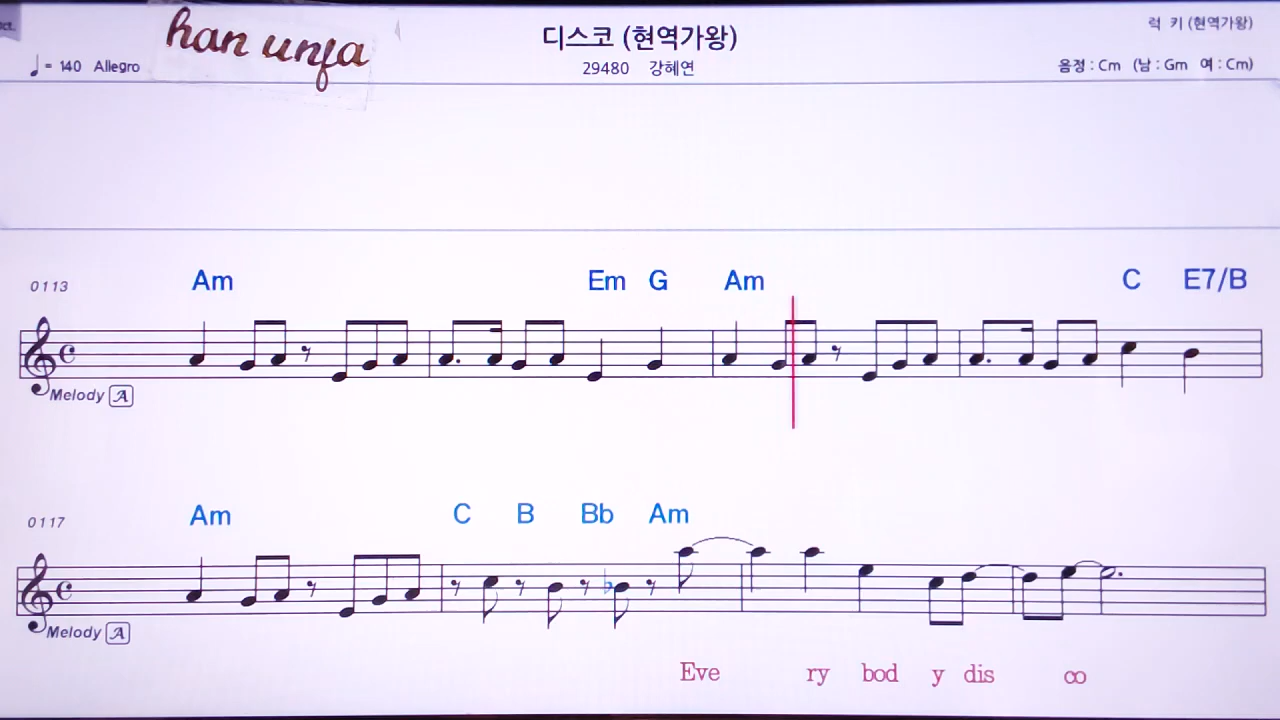 ct.
han unfa
디스코 (현역가왕)
럭 키 (현역가왕)
♩= 140 Allegro
29480 강혜연
음정 : Cm (남 : Gm 여 : Cm)
Am Em G Am C E7/B
0113
Melody A
Am C B Bb Am
0117
Melody A
Eve ry bod y dis co